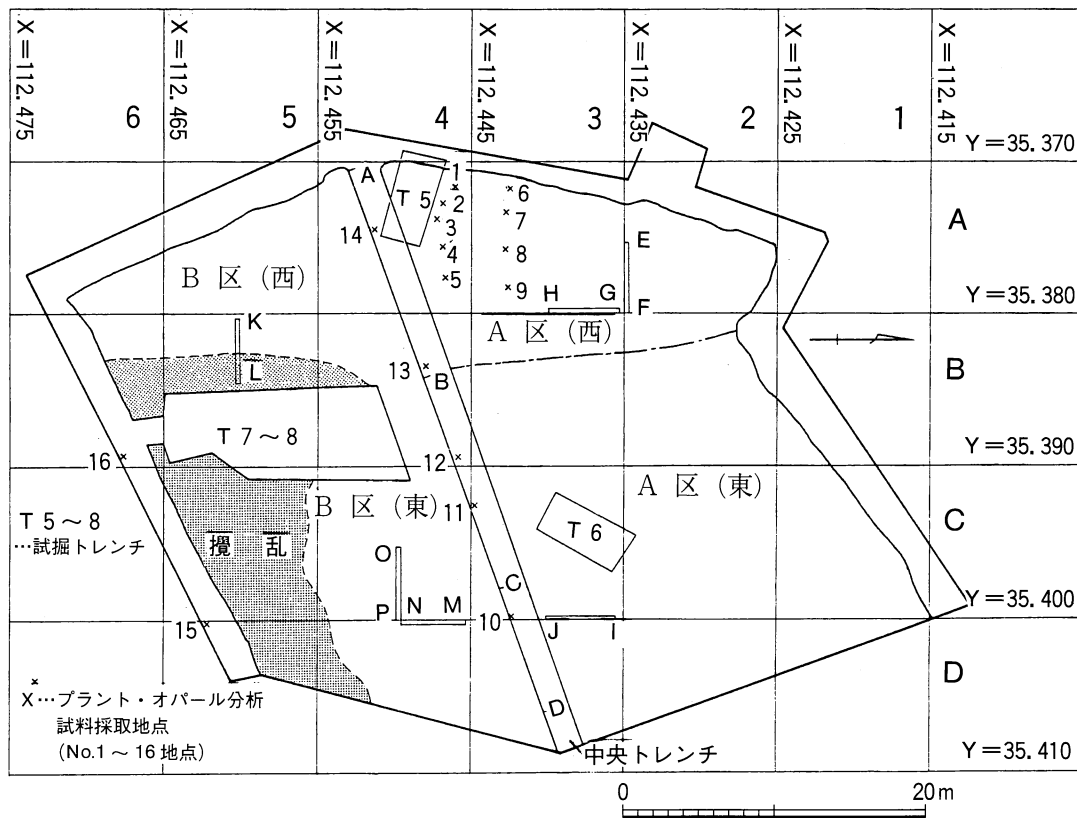 X=112.475
X=112.465
X=112.455
X=112.445
X=112.435
X=112.425
X=112.415
6
5
4
3
2
1
Y=35.370
A
1
T5
2
3
4
5
6
7
8
9
14
E
A
B区(西)
H
G
F
Y=35.380
K
A区(西)
L
13
B
B
T7~8
16
12
Y=35.390
B区(東)
A区(東)
11
T5~8
…試掘トレンチ
攪乱
T6
C
O
C
P
N
M
10
J
I
Y=35.400
15
D
X…プラント・オパール分析
試料採取地点
(No.1~16地点)
D
中央トレンチ
Y=35.410
0
20m